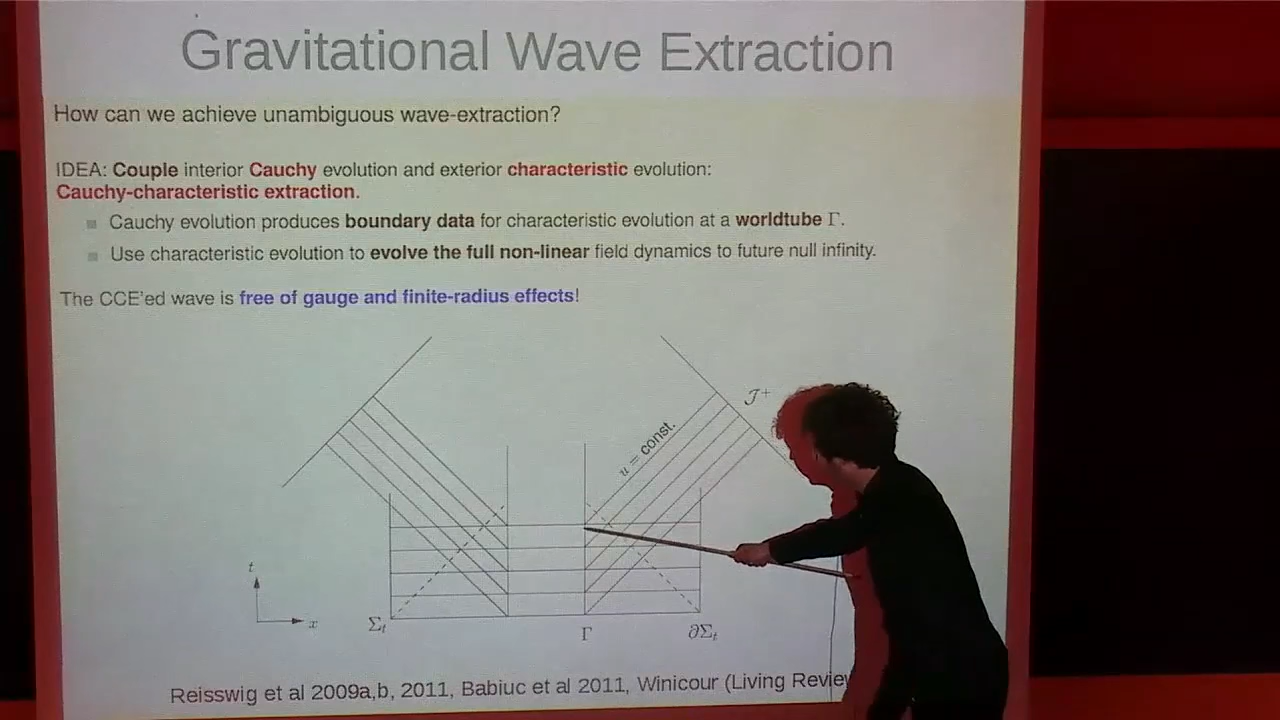 Gravitational Wave Extraction
How can we achieve unambiguous wave-extraction?
IDEA: Couple interior Cauchy evolution and exterior characteristic evolution:
Cauchy-characteristic extraction.
Cauchy evolution produces boundary data for characteristic evolution at a worldtube Γ.
Use characteristic evolution to evolve the full non-linear field dynamics to future null infinity.
The CCE'ed wave is free of gauge and finite-radius effects!
𝒥⁺
u = const.
t
x
Σₜ
Γ
∂Σₜ
Reisswig et al 2009a,b, 2011, Babiuc et al 2011, Winicour (Living